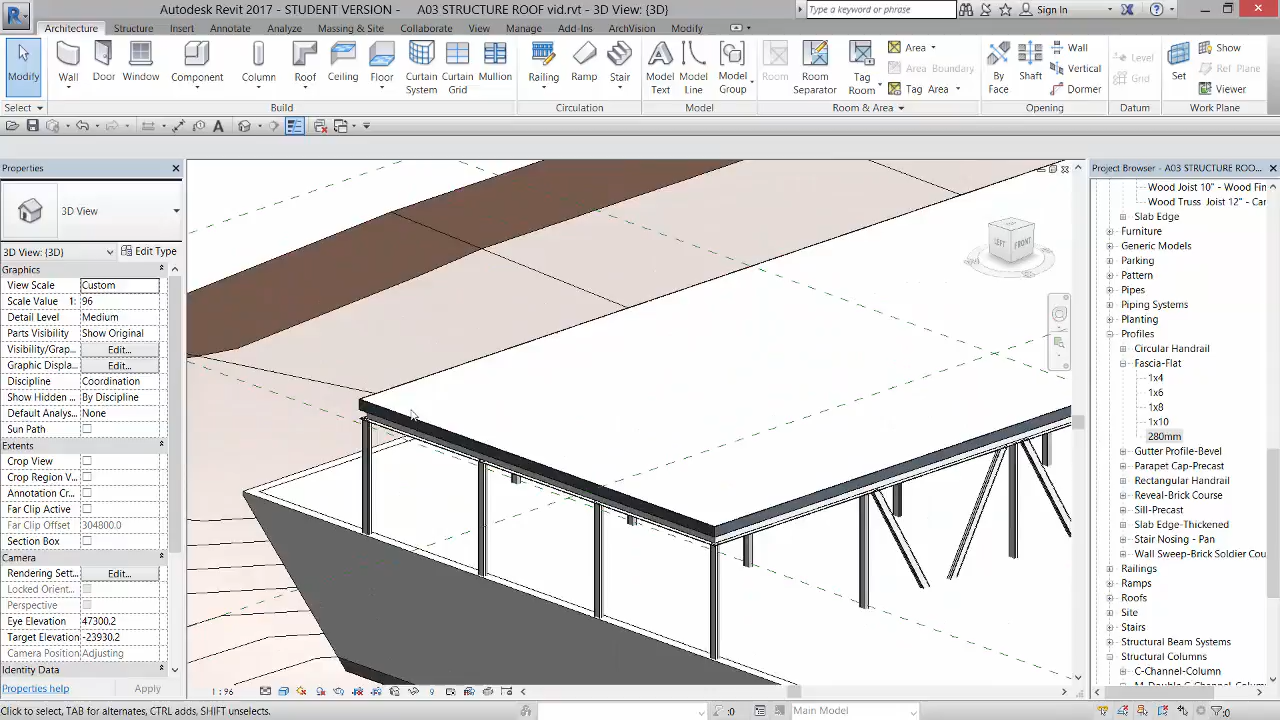 Autodesk Revit 2017 - STUDENT VERSION - A03 STRUCTURE ROOF vid.rvt - 3D View: {3D}
Type a keyword or phrase
Sign In
Architecture Structure Insert Annotate Analyze Massing & Site Collaborate View Manage Add-Ins ArchVision Modify
Modify
Wall Door Window Component Column Roof Ceiling Floor Curtain System Curtain Grid Mullion
Railing Ramp Stair
Model Text Model Line Model Group
Room Room Separator Tag Room
Area
Area Boundary
Tag Area
By Face Shaft
Wall
Vertical
Dormer
Level
Grid
Set
Show
Ref Plane
Viewer
Select Build Circulation Model Room & Area Opening Datum Work Plane
Properties
3D View
3D View: {3D} Edit Type
Graphics
View Scale Custom
Scale Value 1: 96
Detail Level Medium
Parts Visibility Show Original
Visibility/Grap... Edit...
Graphic Displa... Edit...
Discipline Coordination
Show Hidden ... By Discipline
Default Analys... None
Sun Path
Extents
Crop View
Crop Region V...
Annotation Cr...
Far Clip Active
Far Clip Offset 304800.0
Section Box
Camera
Rendering Sett... Edit...
Locked Orient...
Perspective
Eye Elevation 47300.2
Target Elevation -23930.2
Camera Position Adjusting
Identity Data
Properties help Apply
LEFT FRONT
Project Browser - A03 STRUCTURE ROO...
Wood Joist 10" - Wood Fin
Wood Truss Joist 12" - Car
Slab Edge
Furniture
Generic Models
Parking
Pattern
Pipes
Piping Systems
Planting
Profiles
Circular Handrail
Fascia-Flat
1x4
1x6
1x8
1x10
280mm
Gutter Profile-Bevel
Parapet Cap-Precast
Rectangular Handrail
Reveal-Brick Course
Sill-Precast
Slab Edge-Thickened
Stair Nosing - Pan
Wall Sweep-Brick Soldier Cou
Railings
Ramps
Roofs
Site
Stairs
Structural Beam Systems
Structural Columns
C-Channel-Column
1 : 96
Click to select, TAB for alternates, CTRL adds, SHIFT unselects.
:0
Main Model
:0